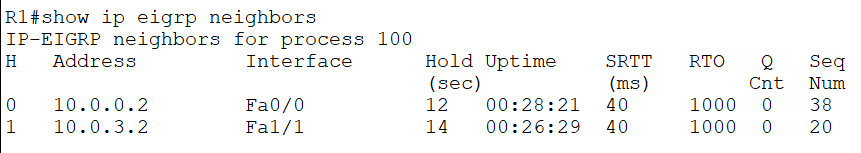 R1#show ip eigrp neighbors
IP-EIGRP neighbors for process 100
H   Address         Interface       Hold Uptime   SRTT   RTO  Q  Seq
                                    (sec)         (ms)       Cnt Num
0   10.0.0.2        Fa0/0           12   00:28:21 40     1000 0  38
1   10.0.3.2        Fa1/1           14   00:26:29 40     1000 0  20